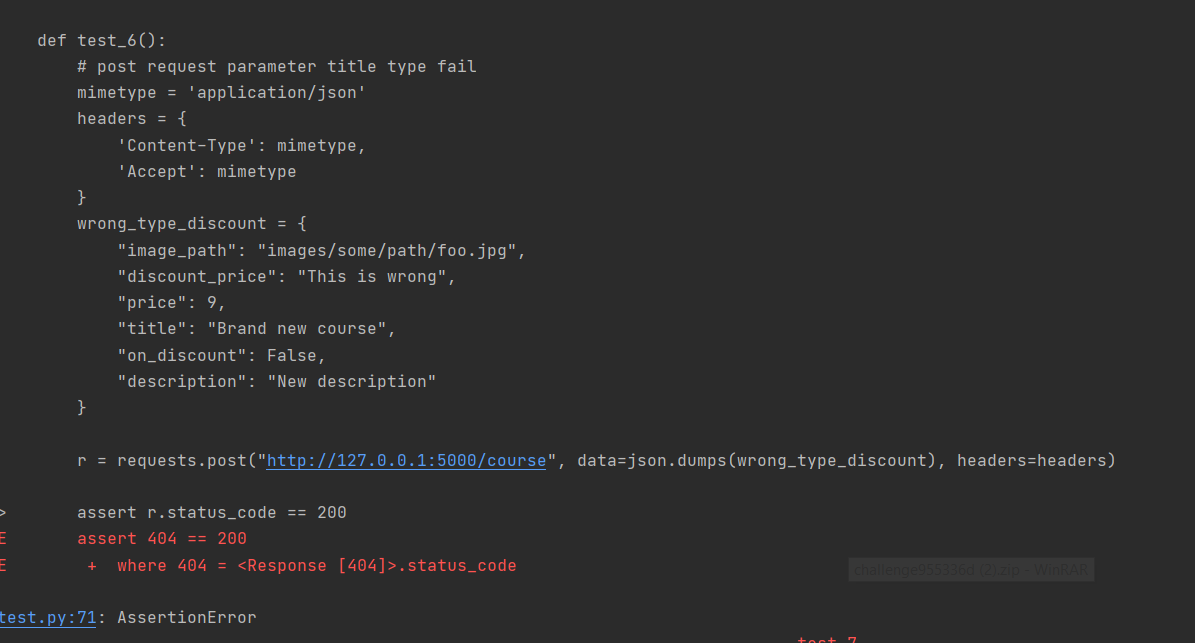 def test_6():
# post request parameter title type fail
mimetype = 'application/json'
headers = {
'Content-Type': mimetype,
'Accept': mimetype
}
wrong_type_discount = {
"image_path": "images/some/path/foo.jpg",
"discount_price": "This is wrong",
"price": 9,
"title": "Brand new course",
"on_discount": False,
"description": "New description"
}
r = requests.post("http://127.0.0.1:5000/course", data=json.dumps(wrong_type_discount), headers=headers)
> assert r.status_code == 200
E assert 404 == 200
E + where 404 = <Response [404]>.status_code
challenge955336d (2).zip - WinRAR
test.py:71: AssertionError
test_7